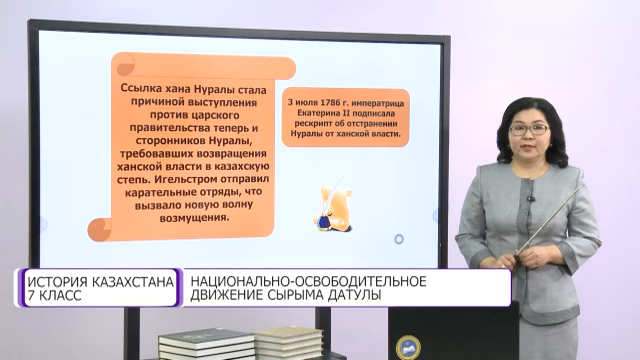 Ссылка хана Нуралы стала
причиной выступления
против царского
правительства теперь и
сторонников Нуралы,
требовавших возвращения
ханской власти в казахскую
степь. Игельстром отправил
карательные отряды, что
вызвало новую волну
возмущения.
3 июля 1786 г. императрица
Екатерина II подписала
рескрипт об отстранении
Нуралы от ханской власти.
ИСТОРИЯ КАЗАХСТАНА
7 КЛАСС
НАЦИОНАЛЬНО-ОСВОБОДИТЕЛЬНОЕ
ДВИЖЕНИЕ СЫРЫМА ДАТУЛЫ